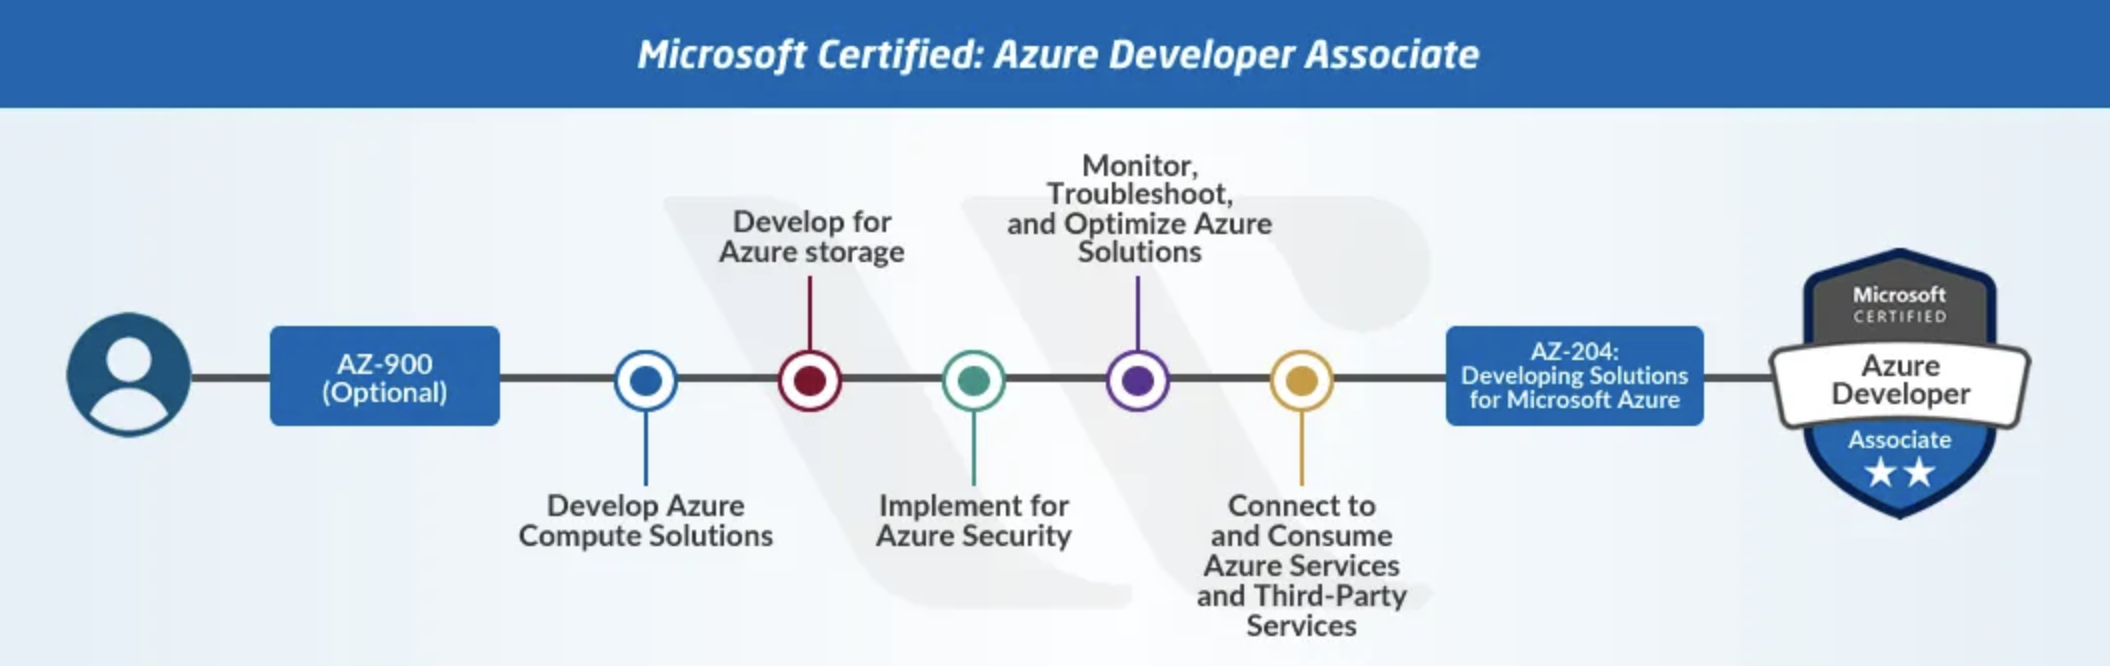 Microsoft Certified: Azure Developer Associate
AZ-900
(Optional)
Develop Azure
Compute Solutions
Develop for
Azure storage
Implement for
Azure Security
Monitor,
Troubleshoot,
and Optimize Azure
Solutions
Connect to
and Consume
Azure Services
and Third-Party
Services
AZ-204:
Developing Solutions
for Microsoft Azure
Microsoft
CERTIFIED
Azure
Developer
Associate